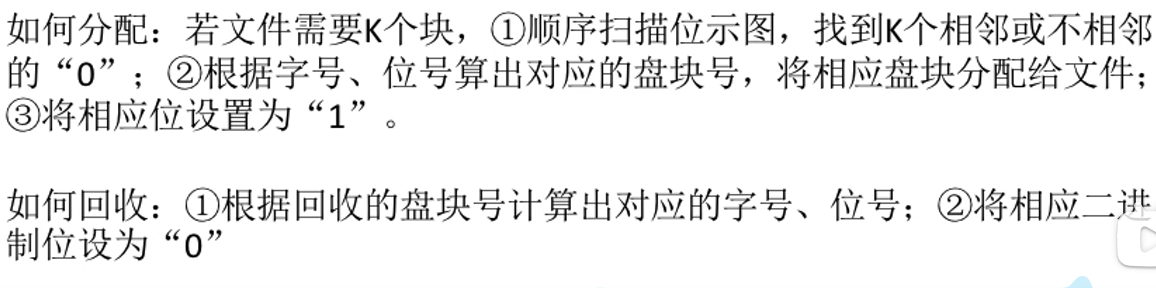 如何分配：若文件需要K个块，①顺序扫描位示图，找到K个相邻或不相邻
的“0”；②根据字号、位号算出对应的盘块号，将相应盘块分配给文件；
③将相应位设置为“1”。
如何回收：①根据回收的盘块号计算出对应的字号、位号；②将相应二进
制位设为“0”